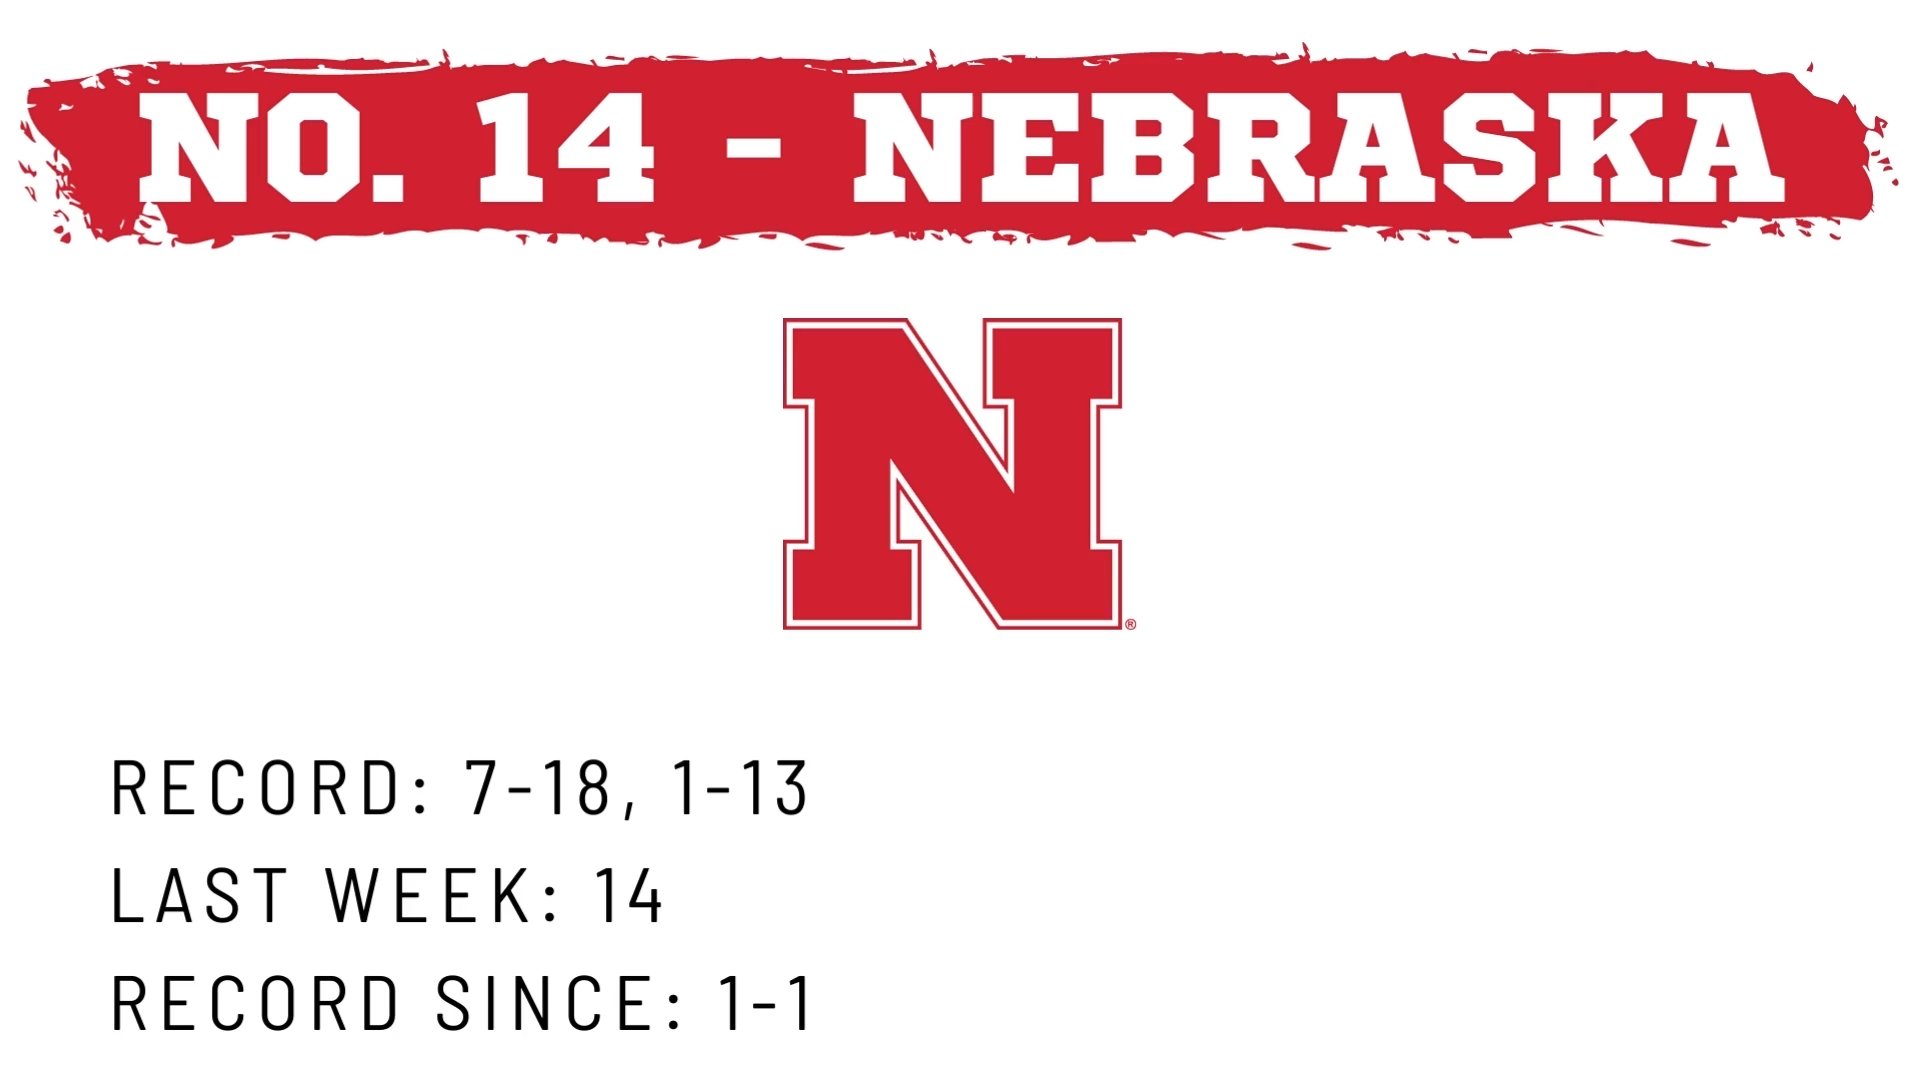 NO. 14 - NEBRASKA
N
®
RECORD: 7-18, 1-13
LAST WEEK: 14
RECORD SINCE: 1-1